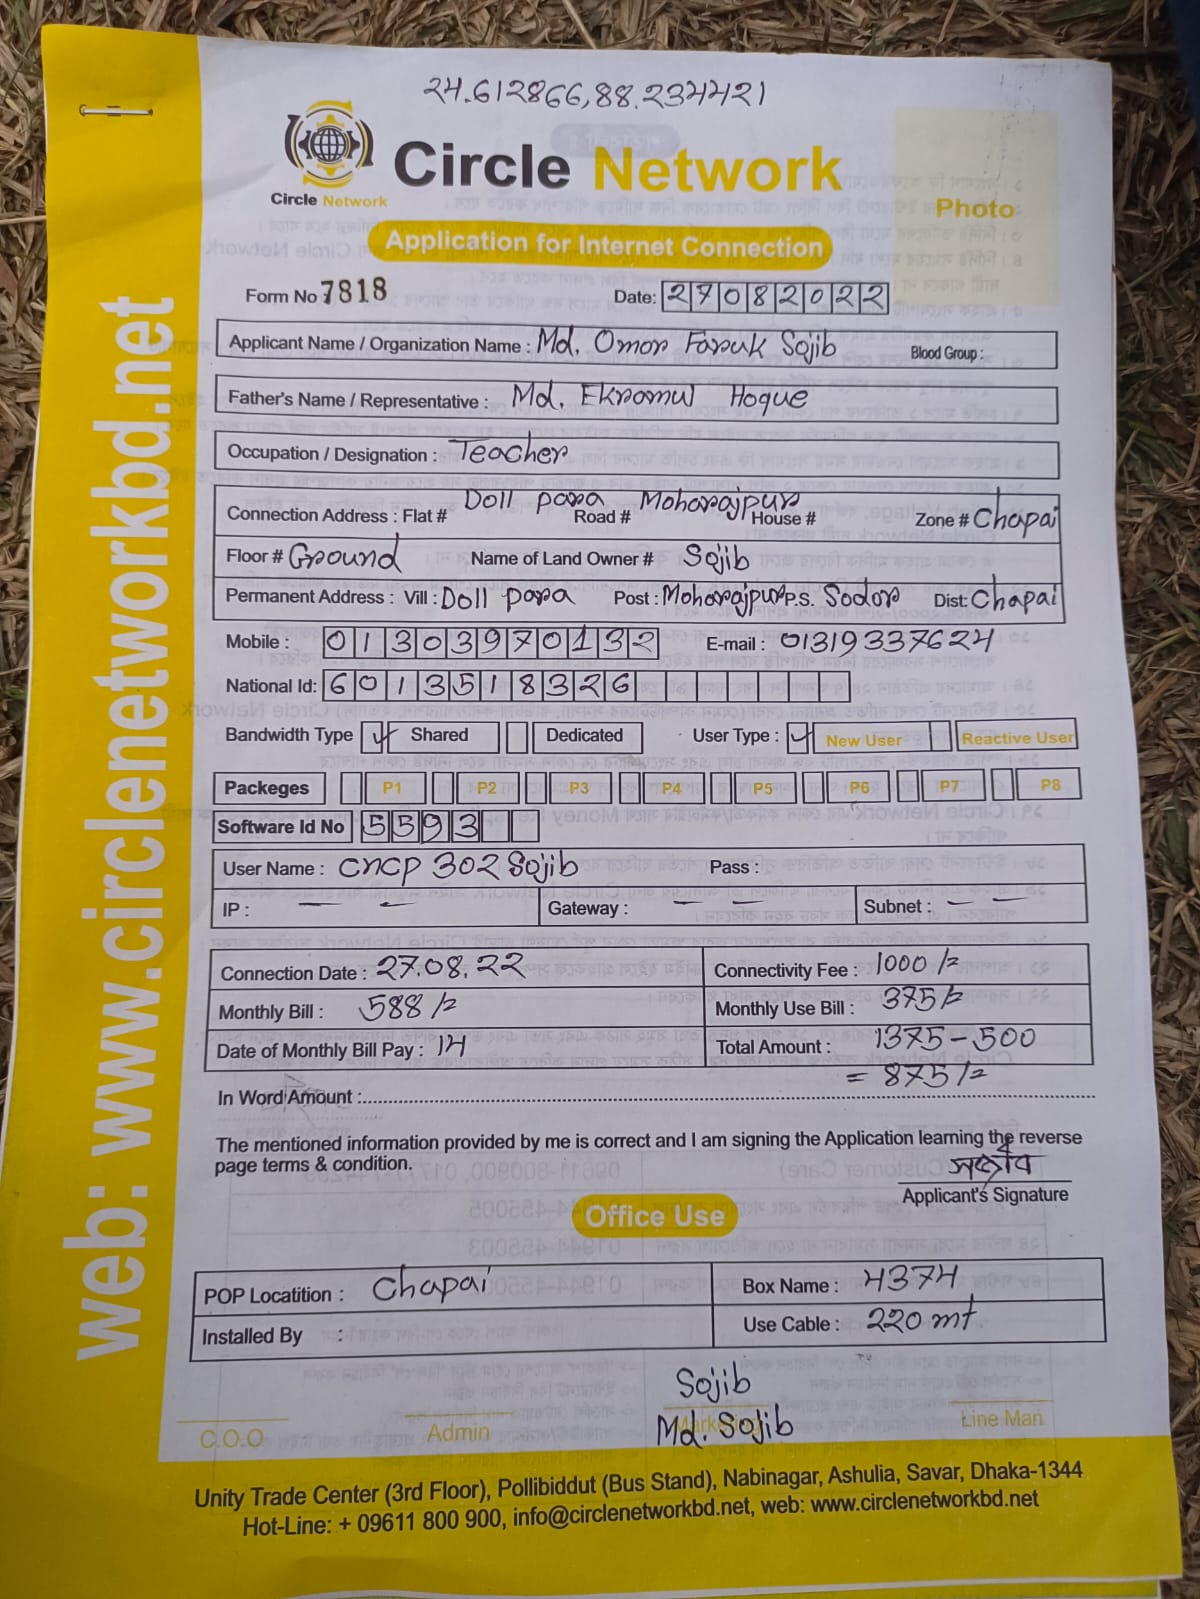 24.612866,88.234421
Circle Network
Circle Network
Photo
Application for Internet Connection
Form No 7818 Date: 27082022
Applicant Name / Organization Name : Md. Omor Faruk Sojib Blood Group :
Father's Name / Representative : Md. Ekromul Hoque
Occupation / Designation : Teacher
Connection Address : Flat # Doll para Road # Moharajpur House # Zone # Chapai
Floor # Ground Name of Land Owner # Sojib
Permanent Address : Vill : Doll para Post : Moharajpur P.S. Sodor Dist: Chapai
Mobile : 01303970132 E-mail : 01319337624
National Id: 6013518326
Bandwidth Type ✓ Shared Dedicated User Type : ✓ New User Reactive User
Packeges P1 P2 P3 P4 P5 P6 P7 P8
Software Id No 5593
User Name : CNCP 302 Sojib Pass :
IP : — — Gateway : — — Subnet : — —
Connection Date : 27.08.22 Connectivity Fee : 1000/=
Monthly Bill : 588/= Monthly Use Bill : 375/=
Date of Monthly Bill Pay : 14 Total Amount : 1375-500
= 875/=
In Word Amount :
The mentioned information provided by me is correct and I am signing the Application learning the reverse
page terms & condition.
সজীব
Applicant's Signature
Office Use
POP Locatition : Chapai Box Name : 4374
Installed By : Use Cable : 220 mt
Sojib
Md. Sojib
C.O.O Admin Marketing Line Man
Unity Trade Center (3rd Floor), Pollibiddut (Bus Stand), Nabinagar, Ashulia, Savar, Dhaka-1344
Hot-Line: + 09611 800 900, info@circlenetworkbd.net, web: www.circlenetworkbd.net
web: www.circlenetworkbd.net